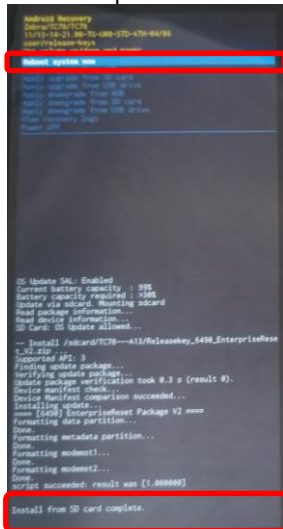 Android Recovery
Zebra/TC78/TC78
11/13-14-21.00-TG-U00-STD-ATH-04/86
user/release-keys
Use volume up/down and power.
Reboot system now
Apply upgrade from SD card
Apply upgrade from USB drive
Apply downgrade from ADB
Apply downgrade from SD card
Apply downgrade from USB drive
View recovery logs
Power off
OS Update SAL: Enabled
Current battery capacity : 99%
Battery capacity required : >30%
Update via sdcard. Mounting sdcard
Read package information...
Read device information...
SD Card: OS Update allowed...
-- Install /sdcard/TC78---A13/Releasekey_6490_EnterpriseRese
t_V2.zip ...
Supported API: 3
Finding update package...
Verifying update package...
Update package verification took 0.3 s (result 0).
Device manifest check...
Device Manifest comparison succeeded...
Installing update...
==== [6490] EnterpriseReset Package V2 ====
Formatting data partition...
Done.
Formatting metadata partition...
Done.
Formatting modemst1...
Done.
Formatting modemst2...
Done.
script succeeded: result was [1.000000]
Install from SD card complete.